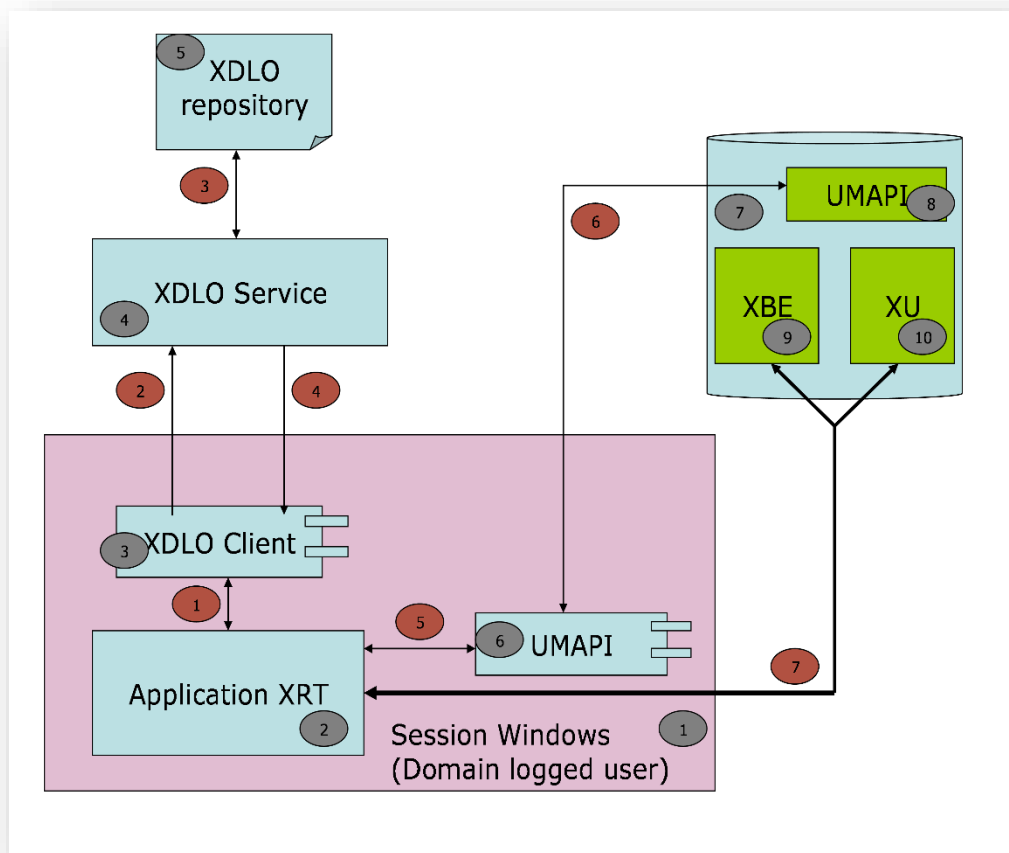 5
XDLO
repository
3
UMAPI
8
7
6
XDLO Service
4
XBE
9
XU
10
2
4
XDLO Client
3
1
5
6
UMAPI
7
Application XRT
2
Session Windows
(Domain logged user)
1